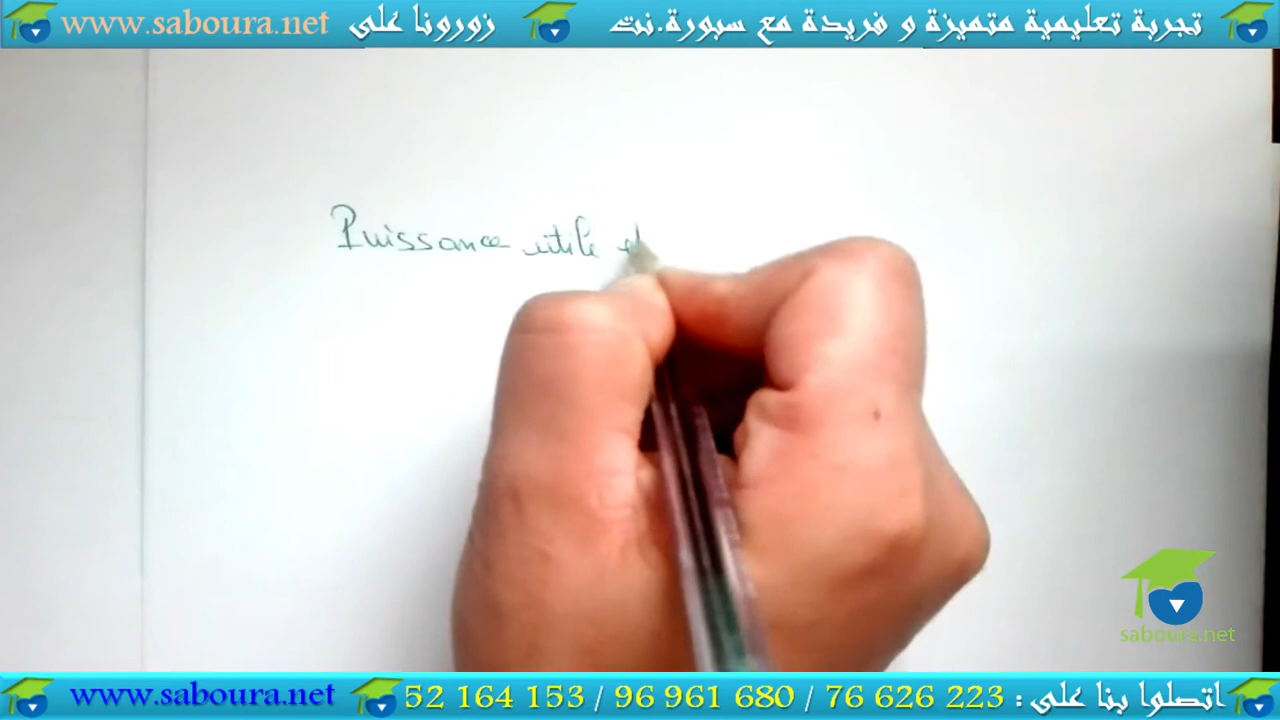 www.saboura.net زورونا على تجربة تعليمية متميزة و فريدة مع سبورة.نت
Puissance utile et
saboura.net
www.saboura.net 52 164 153 / 96 961 680 / 76 626 223 : اتصلوا بنا على